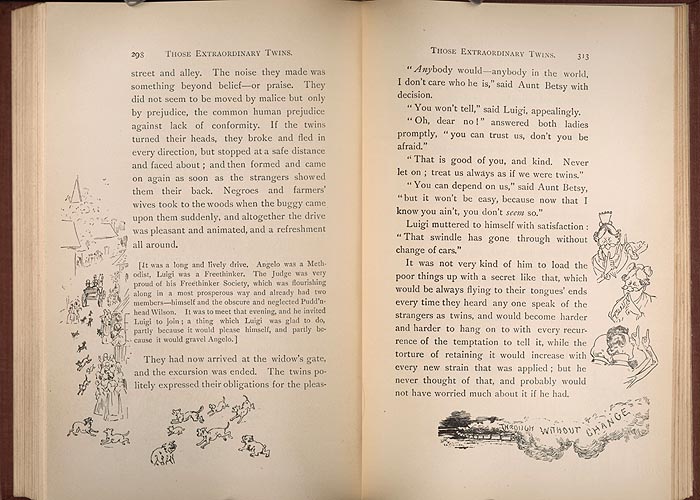 298 THOSE EXTRAORDINARY TWINS.
street and alley. The noise they made was
something beyond belief—or praise. They
did not seem to be moved by malice but only
by prejudice, the common human prejudice
against lack of conformity. If the twins
turned their heads, they broke and fled in
every direction, but stopped at a safe distance
and faced about; and then formed and came
on again as soon as the strangers showed
them their back. Negroes and farmers'
wives took to the woods when the buggy came
upon them suddenly, and altogether the drive
was pleasant and animated, and a refreshment
all around.
[It was a long and lively drive. Angelo was a Meth-
odist, Luigi was a Freethinker. The Judge was very
proud of his Freethinker Society, which was flourishing
along in a most prosperous way and already had two
members—himself and the obscure and neglected Pudd'n-
head Wilson. It was to meet that evening, and he invited
Luigi to join; a thing which Luigi was glad to do,
partly because it would please himself, and partly be-
cause it would gravel Angelo.]
They had now arrived at the widow's gate,
and the excursion was ended. The twins po-
litely expressed their obligations for the pleas-
THOSE EXTRAORDINARY TWINS. 313
"Anybody would—anybody in the world,
I don't care who he is," said Aunt Betsy with
decision.
"You won't tell," said Luigi, appealingly.
"Oh, dear no!" answered both ladies
promptly, "you can trust us, don't you be
afraid."
"That is good of you, and kind. Never
let on; treat us always as if we were twins."
"You can depend on us," said Aunt Betsy,
"but it won't be easy, because now that I
know you ain't, you don't seem so."
Luigi muttered to himself with satisfaction:
"That swindle has gone through without
change of cars."
It was not very kind of him to load the
poor things up with a secret like that, which
would be always flying to their tongues' ends
every time they heard any one speak of the
strangers as twins, and would become harder
and harder to hang on to with every recur-
rence of the temptation to tell it, while the
torture of retaining it would increase with
every new strain that was applied; but he
never thought of that, and probably would
not have worried much about it if he had.
THROUGH WITHOUT CHANGE